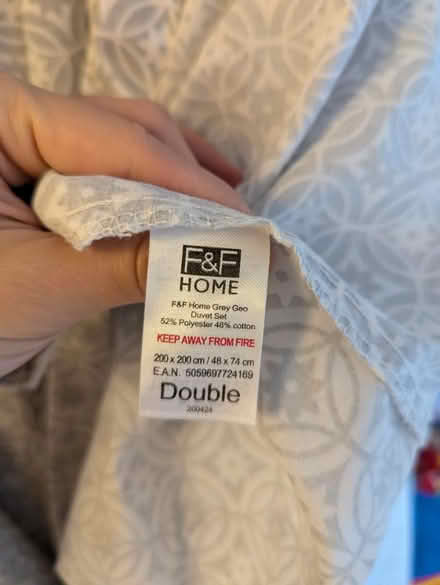 F&F
HOME
F&F Home Grey Geo
Duvet Set
52% Polyester 48% cotton
KEEP AWAY FROM FIRE
200 x 200 cm / 48 x 74 cm
E.A.N. 5059697724169
Double
200424